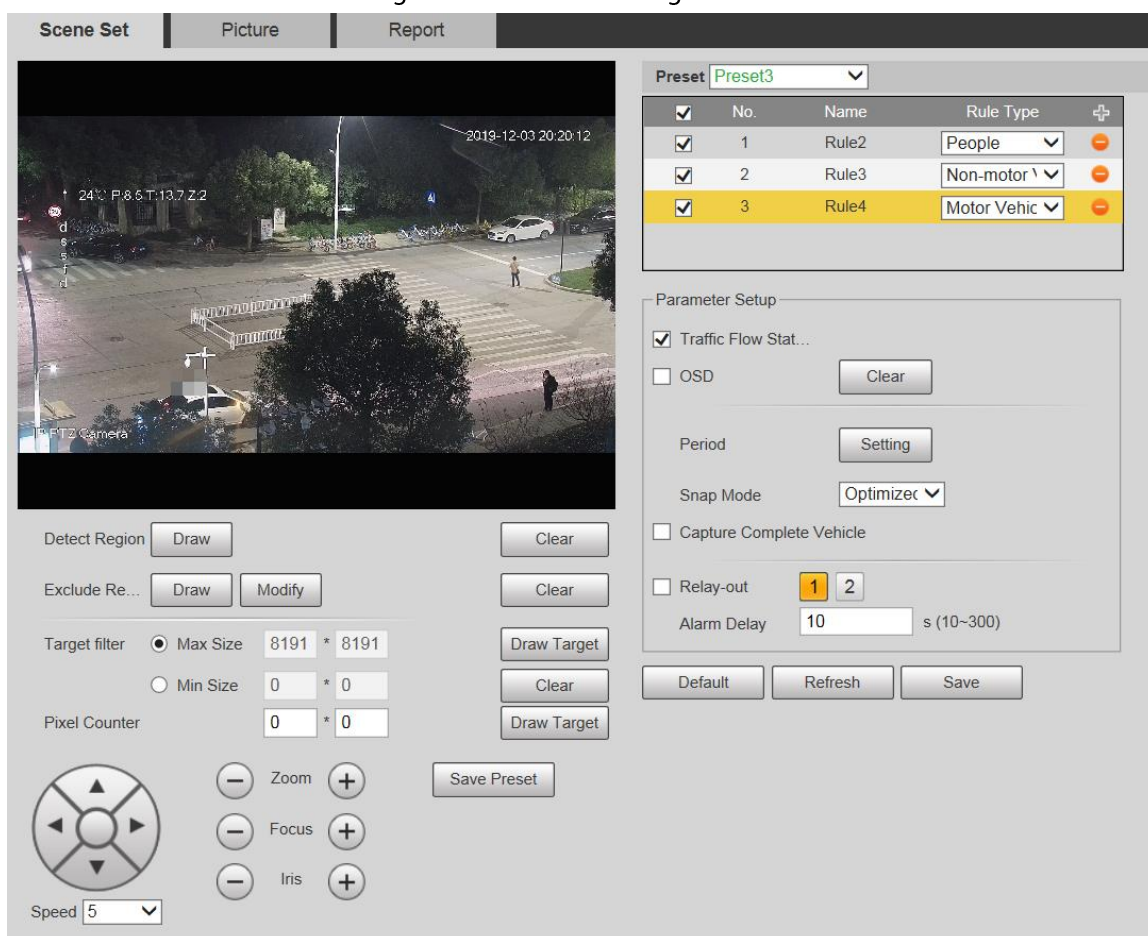 Scene Set Picture Report
Preset Preset3
No. Name Rule Type
1 Rule2 People
2 Rule3 Non-motor
3 Rule4 Motor Vehic
2019-12-03 20:20:12
P:8.5 T:13.7 Z:2
d
s
s
f
d
PTZ Camera
Parameter Setup
Traffic Flow Stat...
OSD Clear
Period Setting
Snap Mode Optimized
Capture Complete Vehicle
Relay-out 1 2
Alarm Delay 10 s (10~300)
Default Refresh Save
Detect Region Draw Clear
Exclude Re... Draw Modify Clear
Target filter Max Size 8191 * 8191 Draw Target
Min Size 0 * 0 Clear
Pixel Counter 0 * 0 Draw Target
Zoom Save Preset
Focus
Iris
Speed 5